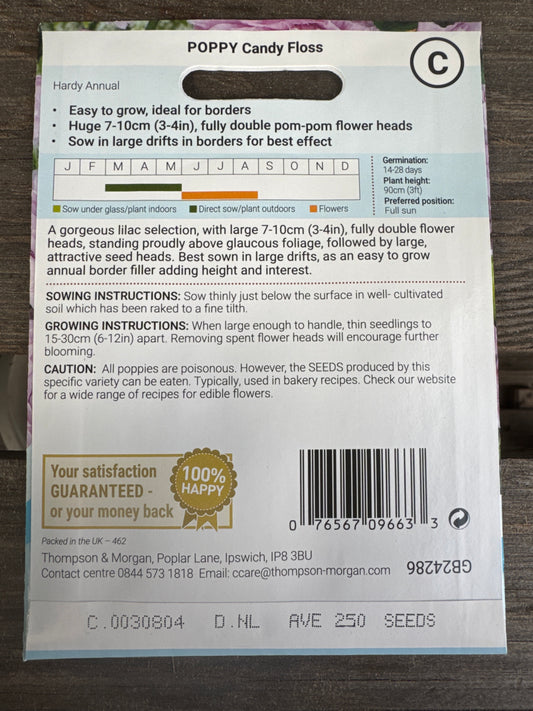 POPPY Candy Floss
C
Hardy Annual
• Easy to grow, ideal for borders
• Huge 7-10cm (3-4in), fully double pom-pom flower heads
• Sow in large drifts in borders for best effect
J F M A M J J A S O N D
Sow under glass/plant indoors Direct sow/plant outdoors Flowers
Germination:
14-28 days
Plant height:
90cm (3ft)
Preferred position:
Full sun
A gorgeous lilac selection, with large 7-10cm (3-4in), fully double flower
heads, standing proudly above glaucous foliage, followed by large,
attractive seed heads. Best sown in large drifts, as an easy to grow
annual border filler adding height and interest.
SOWING INSTRUCTIONS: Sow thinly just below the surface in well- cultivated
soil which has been raked to a fine tilth.
GROWING INSTRUCTIONS: When large enough to handle, thin seedlings to
15-30cm (6-12in) apart. Removing spent flower heads will encourage further
blooming.
CAUTION: All poppies are poisonous. However, the SEEDS produced by this
specific variety can be eaten. Typically, used in bakery recipes. Check our website
for a wide range of recipes for edible flowers.
Your satisfaction
GUARANTEED -
or your money back
100%
HAPPY
0 76567 09663 3
Packed in the UK – 462
Thompson & Morgan, Poplar Lane, Ipswich, IP8 3BU
Contact centre 0844 573 1818 Email: ccare@thompson-morgan.com
GB24286
C.0030804 D.NL AVE 250 SEEDS